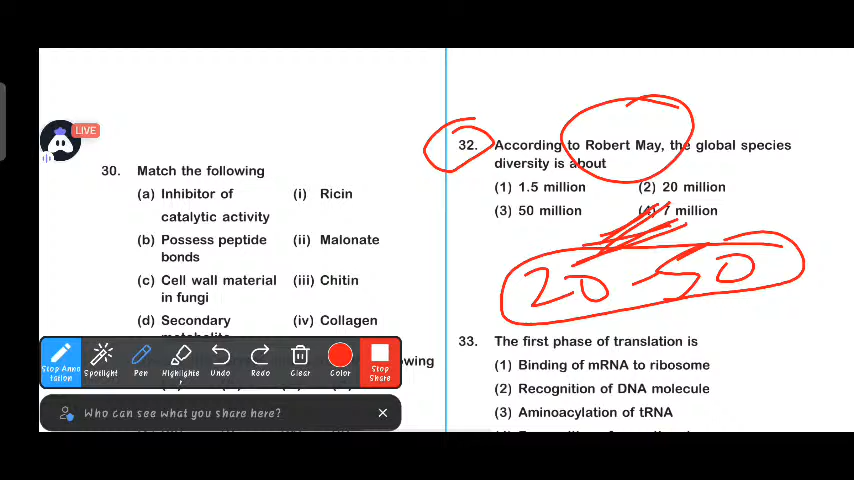 LIVE
30. Match the following
(a) Inhibitor of (i) Ricin
catalytic activity
(b) Possess peptide (ii) Malonate
bonds
(c) Cell wall material (iii) Chitin
in fungi
(d) Secondary (iv) Collagen
owing
Stop Anno
tation
Spotlight
Pen
Highlighte
r
Undo
Redo
Clear
Color
Stop
Share
Who can see what you share here?
32. According to Robert May, the global species
diversity is about
(1) 1.5 million (2) 20 million
(3) 50 million (4) 7 million
20 - 50
33. The first phase of translation is
(1) Binding of mRNA to ribosome
(2) Recognition of DNA molecule
(3) Aminoacylation of tRNA